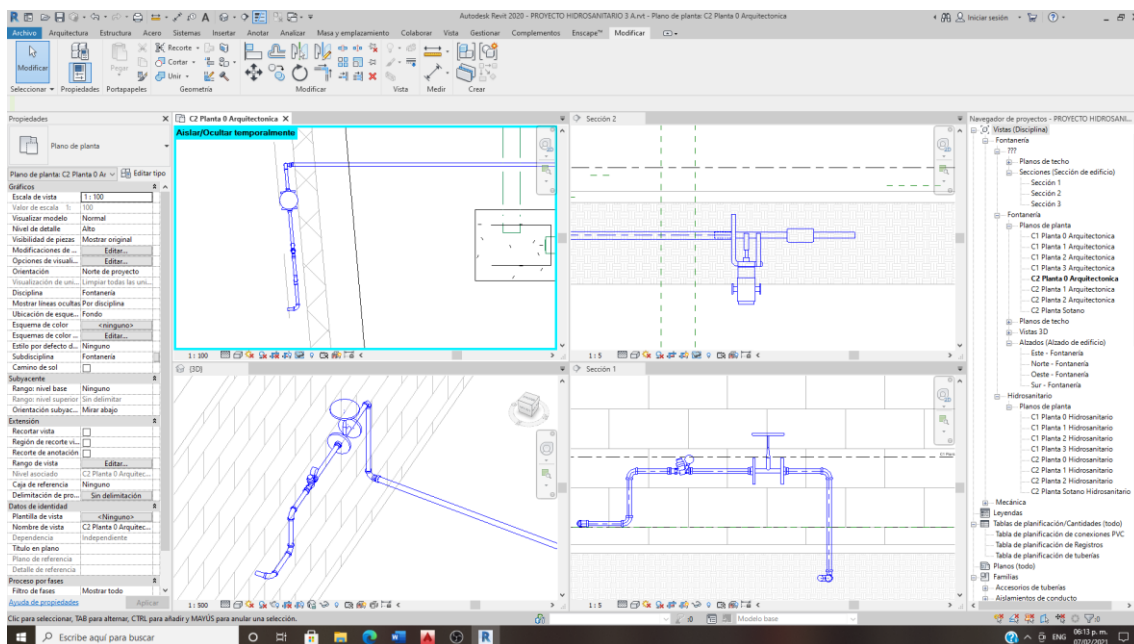 Autodesk Revit 2020 - PROYECTO HIDROSANITARIO 3 A.rvt - Plano de planta: C2 Planta 0 Arquitectonica
Iniciar sesión
Archivo Arquitectura Estructura Acero Sistemas Insertar Anotar Analizar Masa y emplazamiento Colaborar Vista Gestionar Complementos Enscape™ Modificar
Modificar
Pegar
Recorte
Cortar
Unir
Seleccionar Propiedades Portapapeles Geometría Modificar Vista Medir Crear
Propiedades
Plano de planta
Plano de planta: C2 Planta 0 Ar Editar tipo
Gráficos
Escala de vista 1 : 100
Valor de escala 1: 100
Visualizar modelo Normal
Nivel de detalle Alto
Visibilidad de piezas Mostrar original
Modificaciones de ... Editar...
Opciones de visuali... Editar...
Orientación Norte de proyecto
Visualización de uni... Limpiar todas las uni...
Disciplina Fontanería
Mostrar líneas ocultas Por disciplina
Ubicación de esque... Fondo
Esquema de color <ninguno>
Esquemas de color ... Editar...
Estilo por defecto d... Ninguno
Subdisciplina Fontanería
Camino de sol
Subyacente
Rango: nivel base Ninguno
Rango: nivel superior Sin delimitar
Orientación subyac... Mirar abajo
Extensión
Recortar vista
Región de recorte vi...
Recorte de anotación
Rango de vista Editar...
Nivel asociado C2 Planta 0 Arquitec...
Caja de referencia Ninguno
Delimitación de pro... Sin delimitación
Datos de identidad
Plantilla de vista <Ninguno>
Nombre de vista C2 Planta 0 Arquitec...
Dependencia Independiente
Título en plano
Plano de referencia
Detalle de referencia
Proceso por fases
Filtro de fases Mostrar todo
Ayuda de propiedades Aplicar
C2 Planta 0 Arquitectonica
Aislar/Ocultar temporalmente
1 : 100
Sección 2
1 : 5
{3D}
1 : 500
Sección 1
1 : 5
Navegador de proyectos - PROYECTO HIDROSANI...
Vistas (Disciplina)
Fontanería
???
Planos de techo
Secciones (Sección de edificio)
Sección 1
Sección 2
Sección 3
Fontanería
Planos de planta
C1 Planta 0 Arquitectonica
C1 Planta 1 Arquitectonica
C1 Planta 2 Arquitectonica
C1 Planta 3 Arquitectonica
C2 Planta 0 Arquitectonica
C2 Planta 1 Arquitectonica
C2 Planta 2 Arquitectonica
C2 Planta Sotano
Planos de techo
Vistas 3D
Alzados (Alzado de edificio)
Este - Fontanería
Norte - Fontanería
Oeste - Fontanería
Sur - Fontanería
Hidrosanitario
Planos de planta
C1 Planta 0 Hidrosanitario
C1 Planta 1 Hidrosanitario
C1 Planta 2 Hidrosanitario
C1 Planta 3 Hidrosanitario
C2 Planta 0 Hidrosanitario
C2 Planta 1 Hidrosanitario
C2 Planta 2 Hidrosanitario
C2 Planta Sotano Hidrosanitario
Mecánica
Leyendas
Tablas de planificación/Cantidades (todo)
Tabla de planificación de conexiones PVC
Tabla de planificación de Registros
Tabla de planificación de tuberías
Planos (todo)
Familias
Accesorios de tuberías
Aislamientos de conducto
Clic para seleccionar, TAB para alternar, CTRL para añadir y MAYÚS para anular una selección.
:0
Modelo base
:0
Escribe aquí para buscar
ENG
06:13 p. m.
07/02/2021